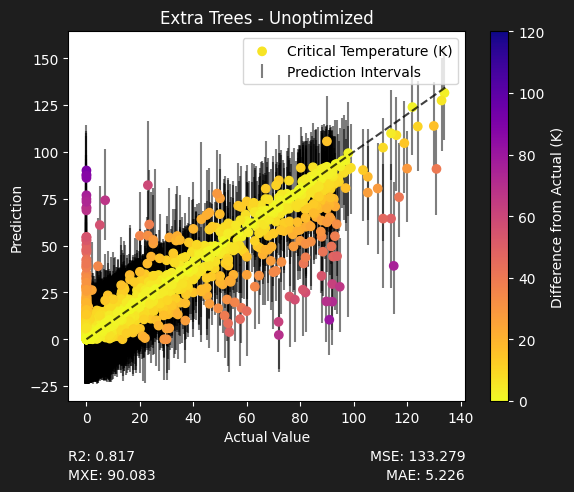 Extra Trees - Unoptimized
Critical Temperature (K)
Prediction Intervals
150
125
100
75
50
25
0
−25
Prediction
0
20
40
60
80
100
120
140
Actual Value
120
100
80
60
40
20
0
Difference from Actual (K)
R2: 0.817
MSE: 133.279
MXE: 90.083
MAE: 5.226